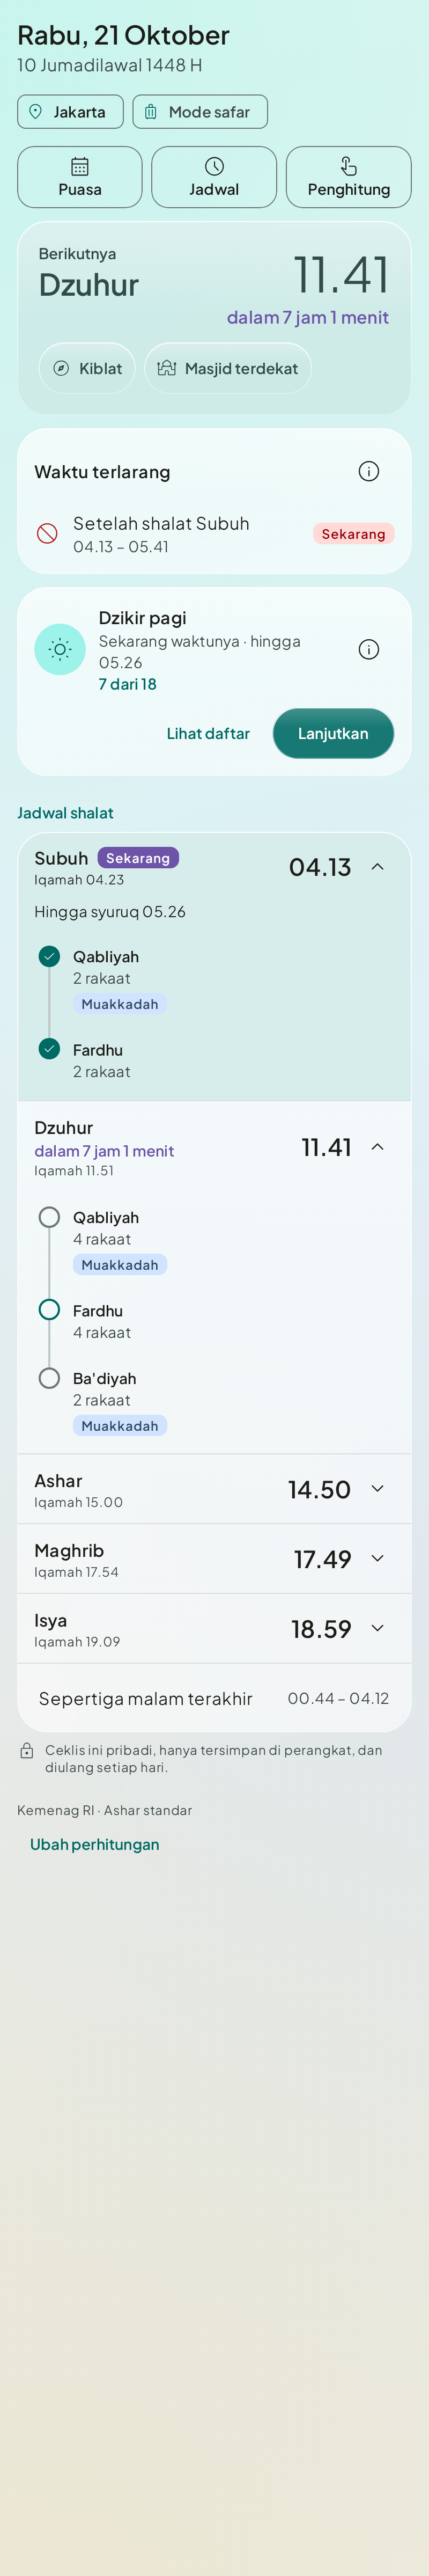 Rabu, 21 Oktober
10 Jumadilawal 1448 H
Jakarta
Mode safar
Puasa
Jadwal
Penghitung
Berikutnya
Dzuhur
11.41
dalam 7 jam 1 menit
Kiblat
Masjid terdekat
Waktu terlarang
Setelah shalat Subuh
04.13 – 05.41
Sekarang
Dzikir pagi
Sekarang waktunya · hingga
05.26
7 dari 18
Lihat daftar
Lanjutkan
Jadwal shalat
Subuh
Sekarang
04.13
Iqamah 04.23
Hingga syuruq 05.26
Qabliyah
2 rakaat
Muakkadah
Fardhu
2 rakaat
Dzuhur
dalam 7 jam 1 menit
11.41
Iqamah 11.51
Qabliyah
4 rakaat
Muakkadah
Fardhu
4 rakaat
Ba'diyah
2 rakaat
Muakkadah
Ashar
14.50
Iqamah 15.00
Maghrib
17.49
Iqamah 17.54
Isya
18.59
Iqamah 19.09
Sepertiga malam terakhir
00.44 – 04.12
Ceklis ini pribadi, hanya tersimpan di perangkat, dan
diulang setiap hari.
Kemenag RI · Ashar standar
Ubah perhitungan